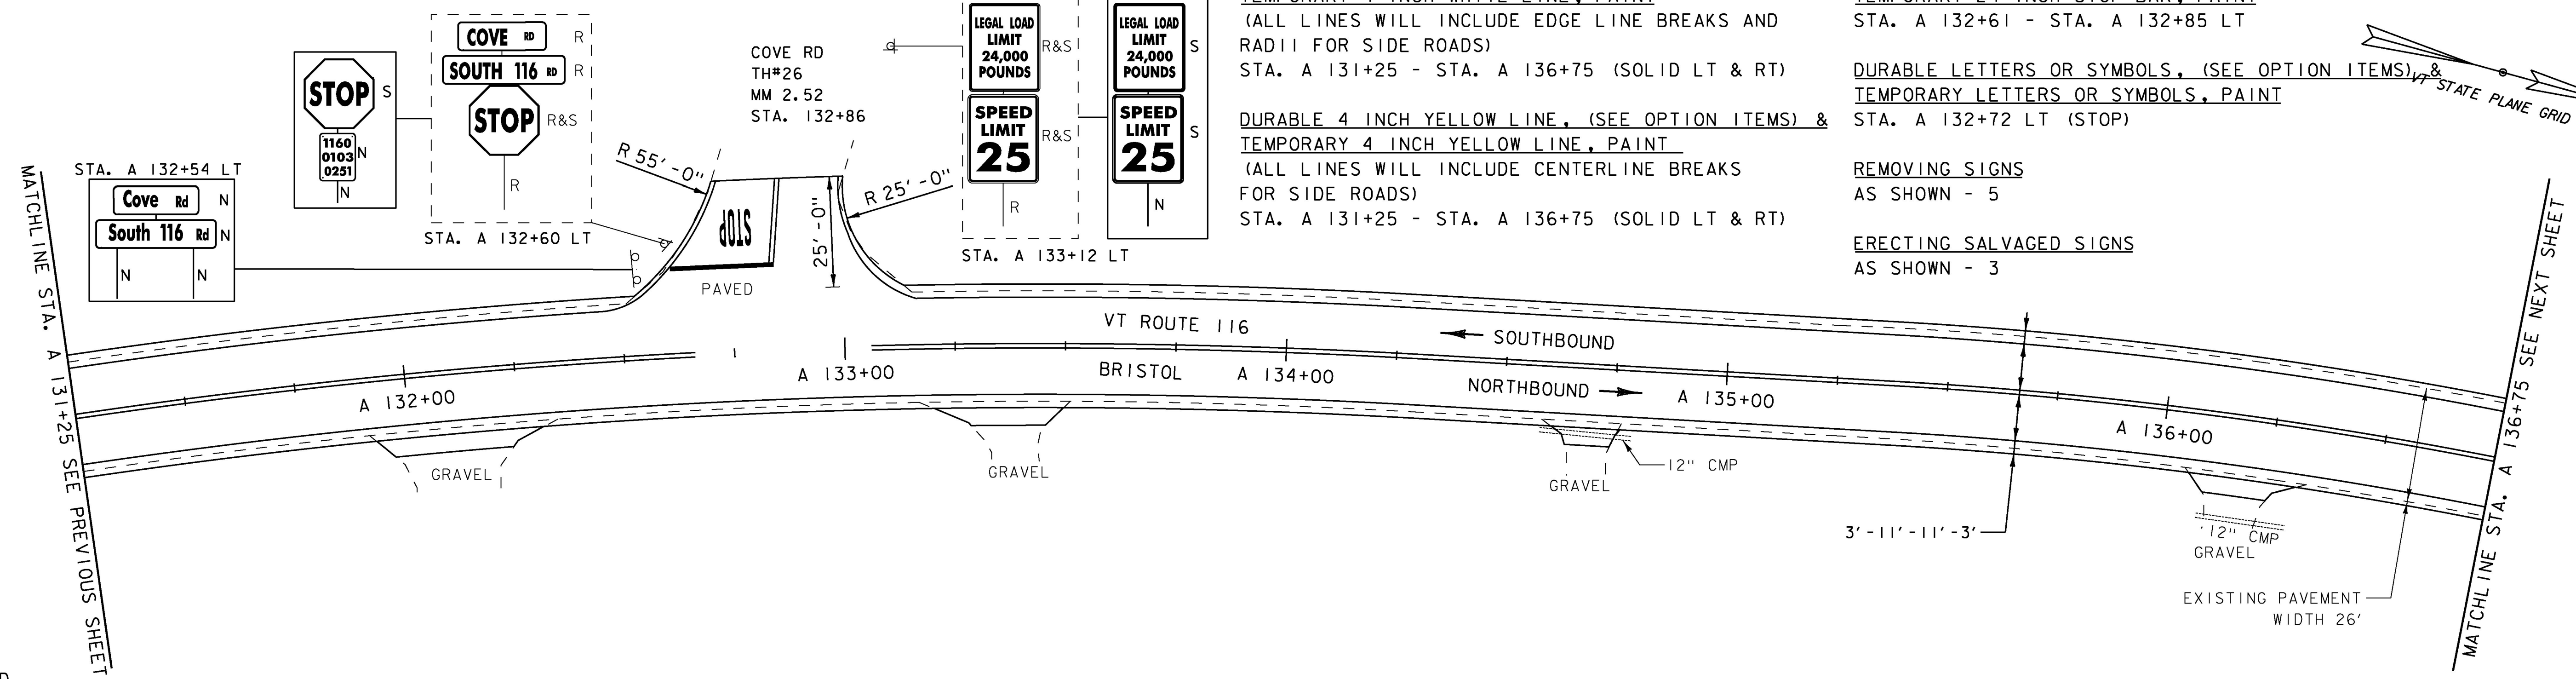 COVE RD R
SOUTH 116 RD R
STOP R&S
R
STA. A 132+60 LT
STOP S
1160 N
0103
0251
N
STA. A 132+54 LT
Cove Rd N
South 116 Rd N
N N
COVE RD
TH#26
MM 2.52
STA. 132+86
R 55'-0"
R 25'-0"
25'-0"
STOP
PAVED
LEGAL LOAD
LIMIT R&S
24,000
POUNDS
SPEED
LIMIT R&S
25
R
STA. A 133+12 LT
LEGAL LOAD
LIMIT S
24,000
POUNDS
SPEED
LIMIT S
25
N
(ALL LINES WILL INCLUDE EDGE LINE BREAKS AND
RADII FOR SIDE ROADS)
STA. A 131+25 - STA. A 136+75 (SOLID LT & RT)
DURABLE 4 INCH YELLOW LINE, (SEE OPTION ITEMS) &
TEMPORARY 4 INCH YELLOW LINE, PAINT
(ALL LINES WILL INCLUDE CENTERLINE BREAKS
FOR SIDE ROADS)
STA. A 131+25 - STA. A 136+75 (SOLID LT & RT)
STA. A 132+61 - STA. A 132+85 LT
DURABLE LETTERS OR SYMBOLS, (SEE OPTION ITEMS) &
TEMPORARY LETTERS OR SYMBOLS, PAINT
STA. A 132+72 LT (STOP)
REMOVING SIGNS
AS SHOWN - 5
ERECTING SALVAGED SIGNS
AS SHOWN - 3
VT STATE PLANE GRID
MATCHLINE STA. A 131+25 SEE PREVIOUS SHEET
VT ROUTE 116
SOUTHBOUND
BRISTOL
NORTHBOUND
A 132+00
A 133+00
A 134+00
A 135+00
A 136+00
GRAVEL
GRAVEL
12" CMP
GRAVEL
12" CMP
GRAVEL
3'-11'-11'-3'
EXISTING PAVEMENT
WIDTH 26'
MATCHLINE STA. A 136+75 SEE NEXT SHEET